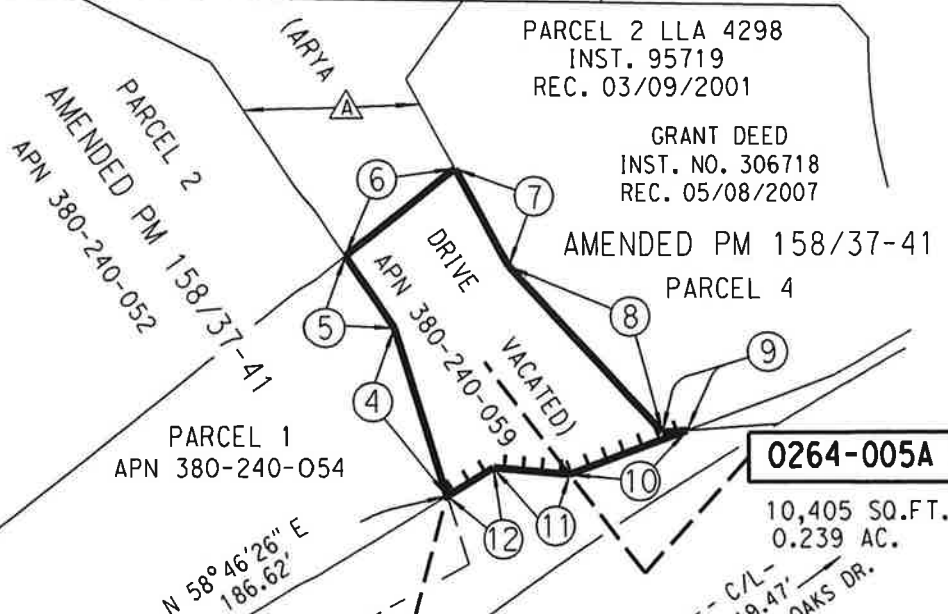 PARCEL 2 LLA 4298
INST. 95719
REC. 03/09/2001
GRANT DEED
INST. NO. 306718
REC. 05/08/2007
AMENDED PM 158/37-41
PARCEL 4
(ARYA
A
DRIVE
VACATED)
APN 380-240-059
PARCEL 2
AMENDED PM 158/37-41
APN 380-240-052
6
7
5
8
4
9
10
11
12
PARCEL 1
APN 380-240-054
0264-005A
10,405 SQ.FT.
0.239 AC.
N 58°46'26" E
186.62'
C/L
9.47'
OAKS DR.